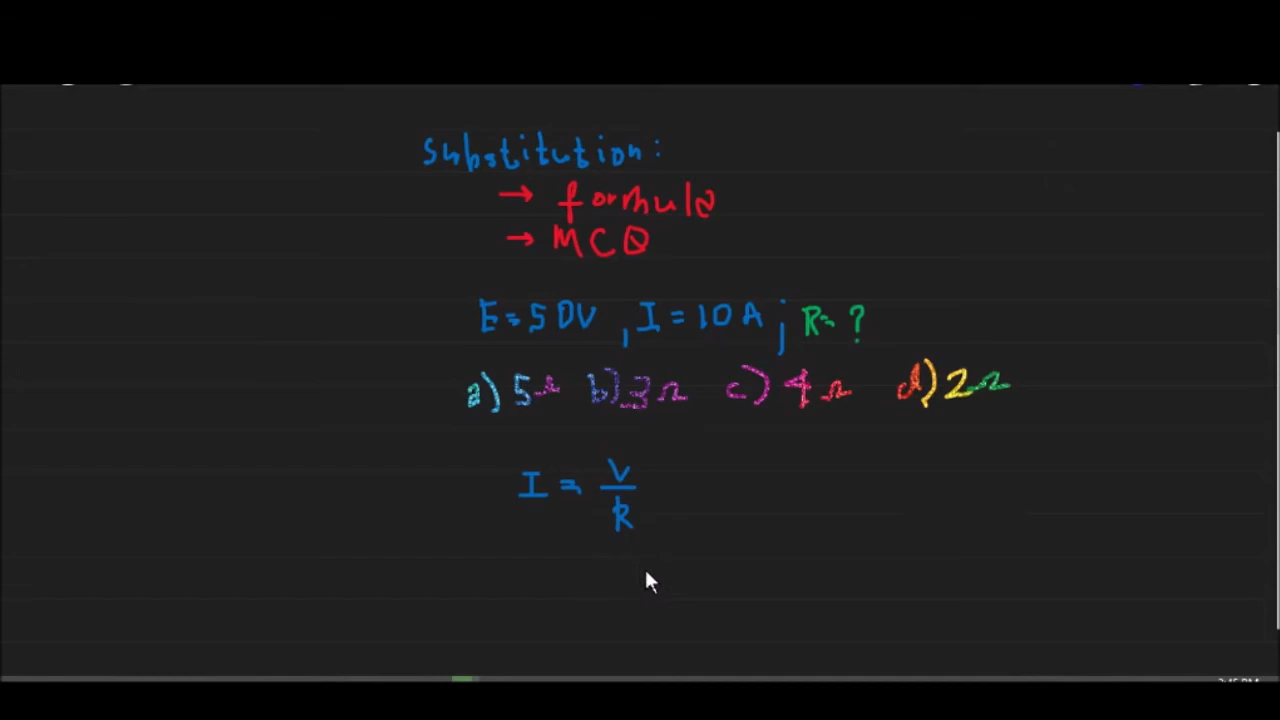 Substitution:
→ formula
→ MCQ
E = 50V, I = 10A; R = ?
a) 5Ω b) 3Ω c) 4Ω d) 2Ω
I = V/R